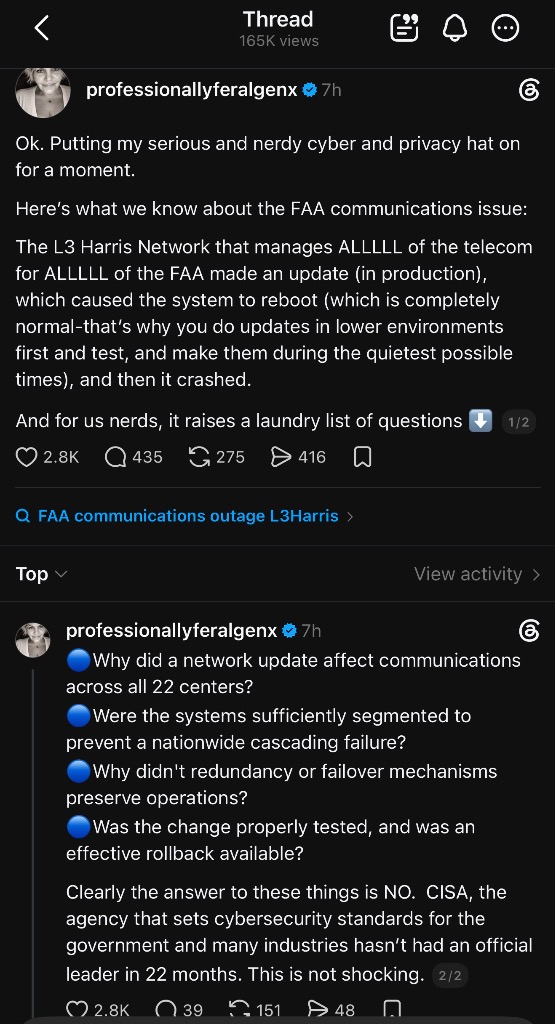 Thread
165K views
professionallyferalgenx 7h
Ok. Putting my serious and nerdy cyber and privacy hat on
for a moment.
Here's what we know about the FAA communications issue:
The L3 Harris Network that manages ALLLLL of the telecom
for ALLLLL of the FAA made an update (in production),
which caused the system to reboot (which is completely
normal-that's why you do updates in lower environments
first and test, and make them during the quietest possible
times), and then it crashed.
And for us nerds, it raises a laundry list of questions ⬇️ 1/2
2.8K 435 275 416
FAA communications outage L3Harris >
Top
View activity >
professionallyferalgenx 7h
🔵Why did a network update affect communications
across all 22 centers?
🔵Were the systems sufficiently segmented to
prevent a nationwide cascading failure?
🔵Why didn't redundancy or failover mechanisms
preserve operations?
🔵Was the change properly tested, and was an
effective rollback available?
Clearly the answer to these things is NO. CISA, the
agency that sets cybersecurity standards for the
government and many industries hasn't had an official
leader in 22 months. This is not shocking. 2/2
2.8K 39 151 48